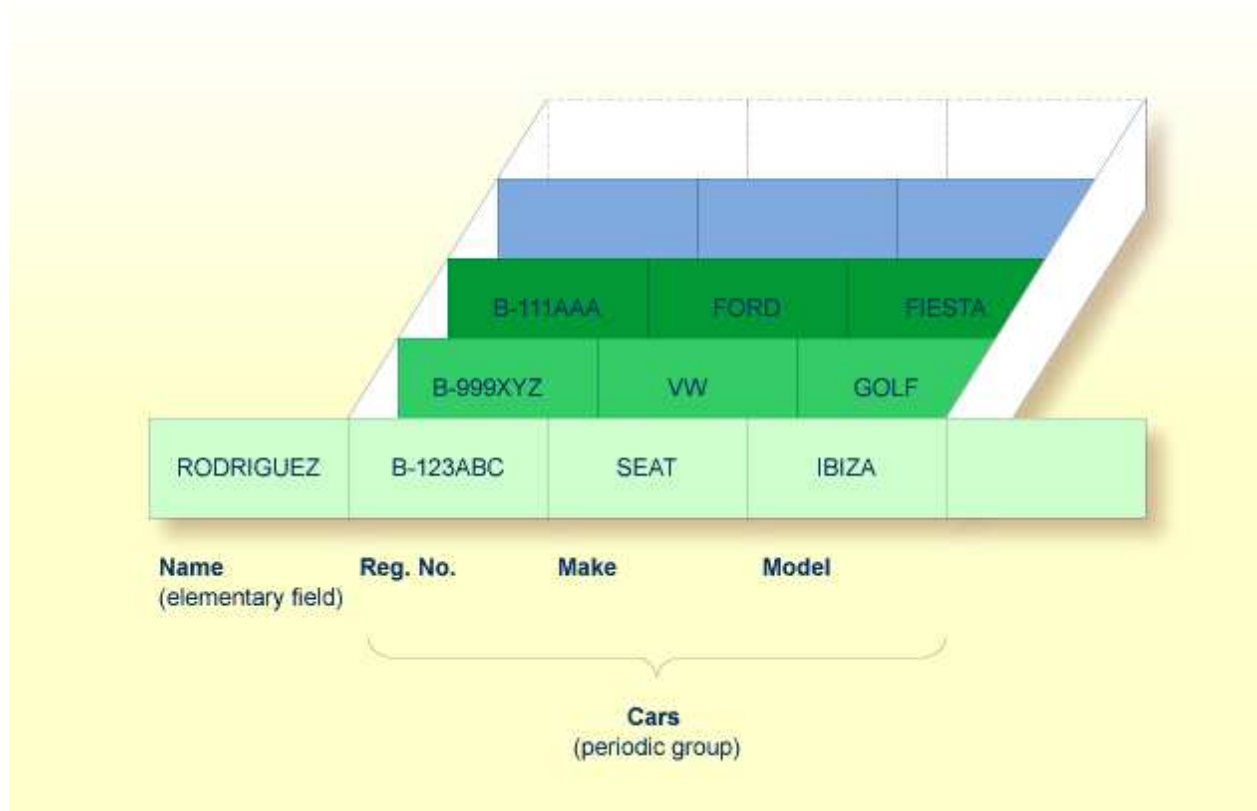 B-111AAA FORD FIESTA
B-999XYZ VW GOLF
RODRIGUEZ B-123ABC SEAT IBIZA
Name Reg. No. Make Model
(elementary field)
Cars
(periodic group)